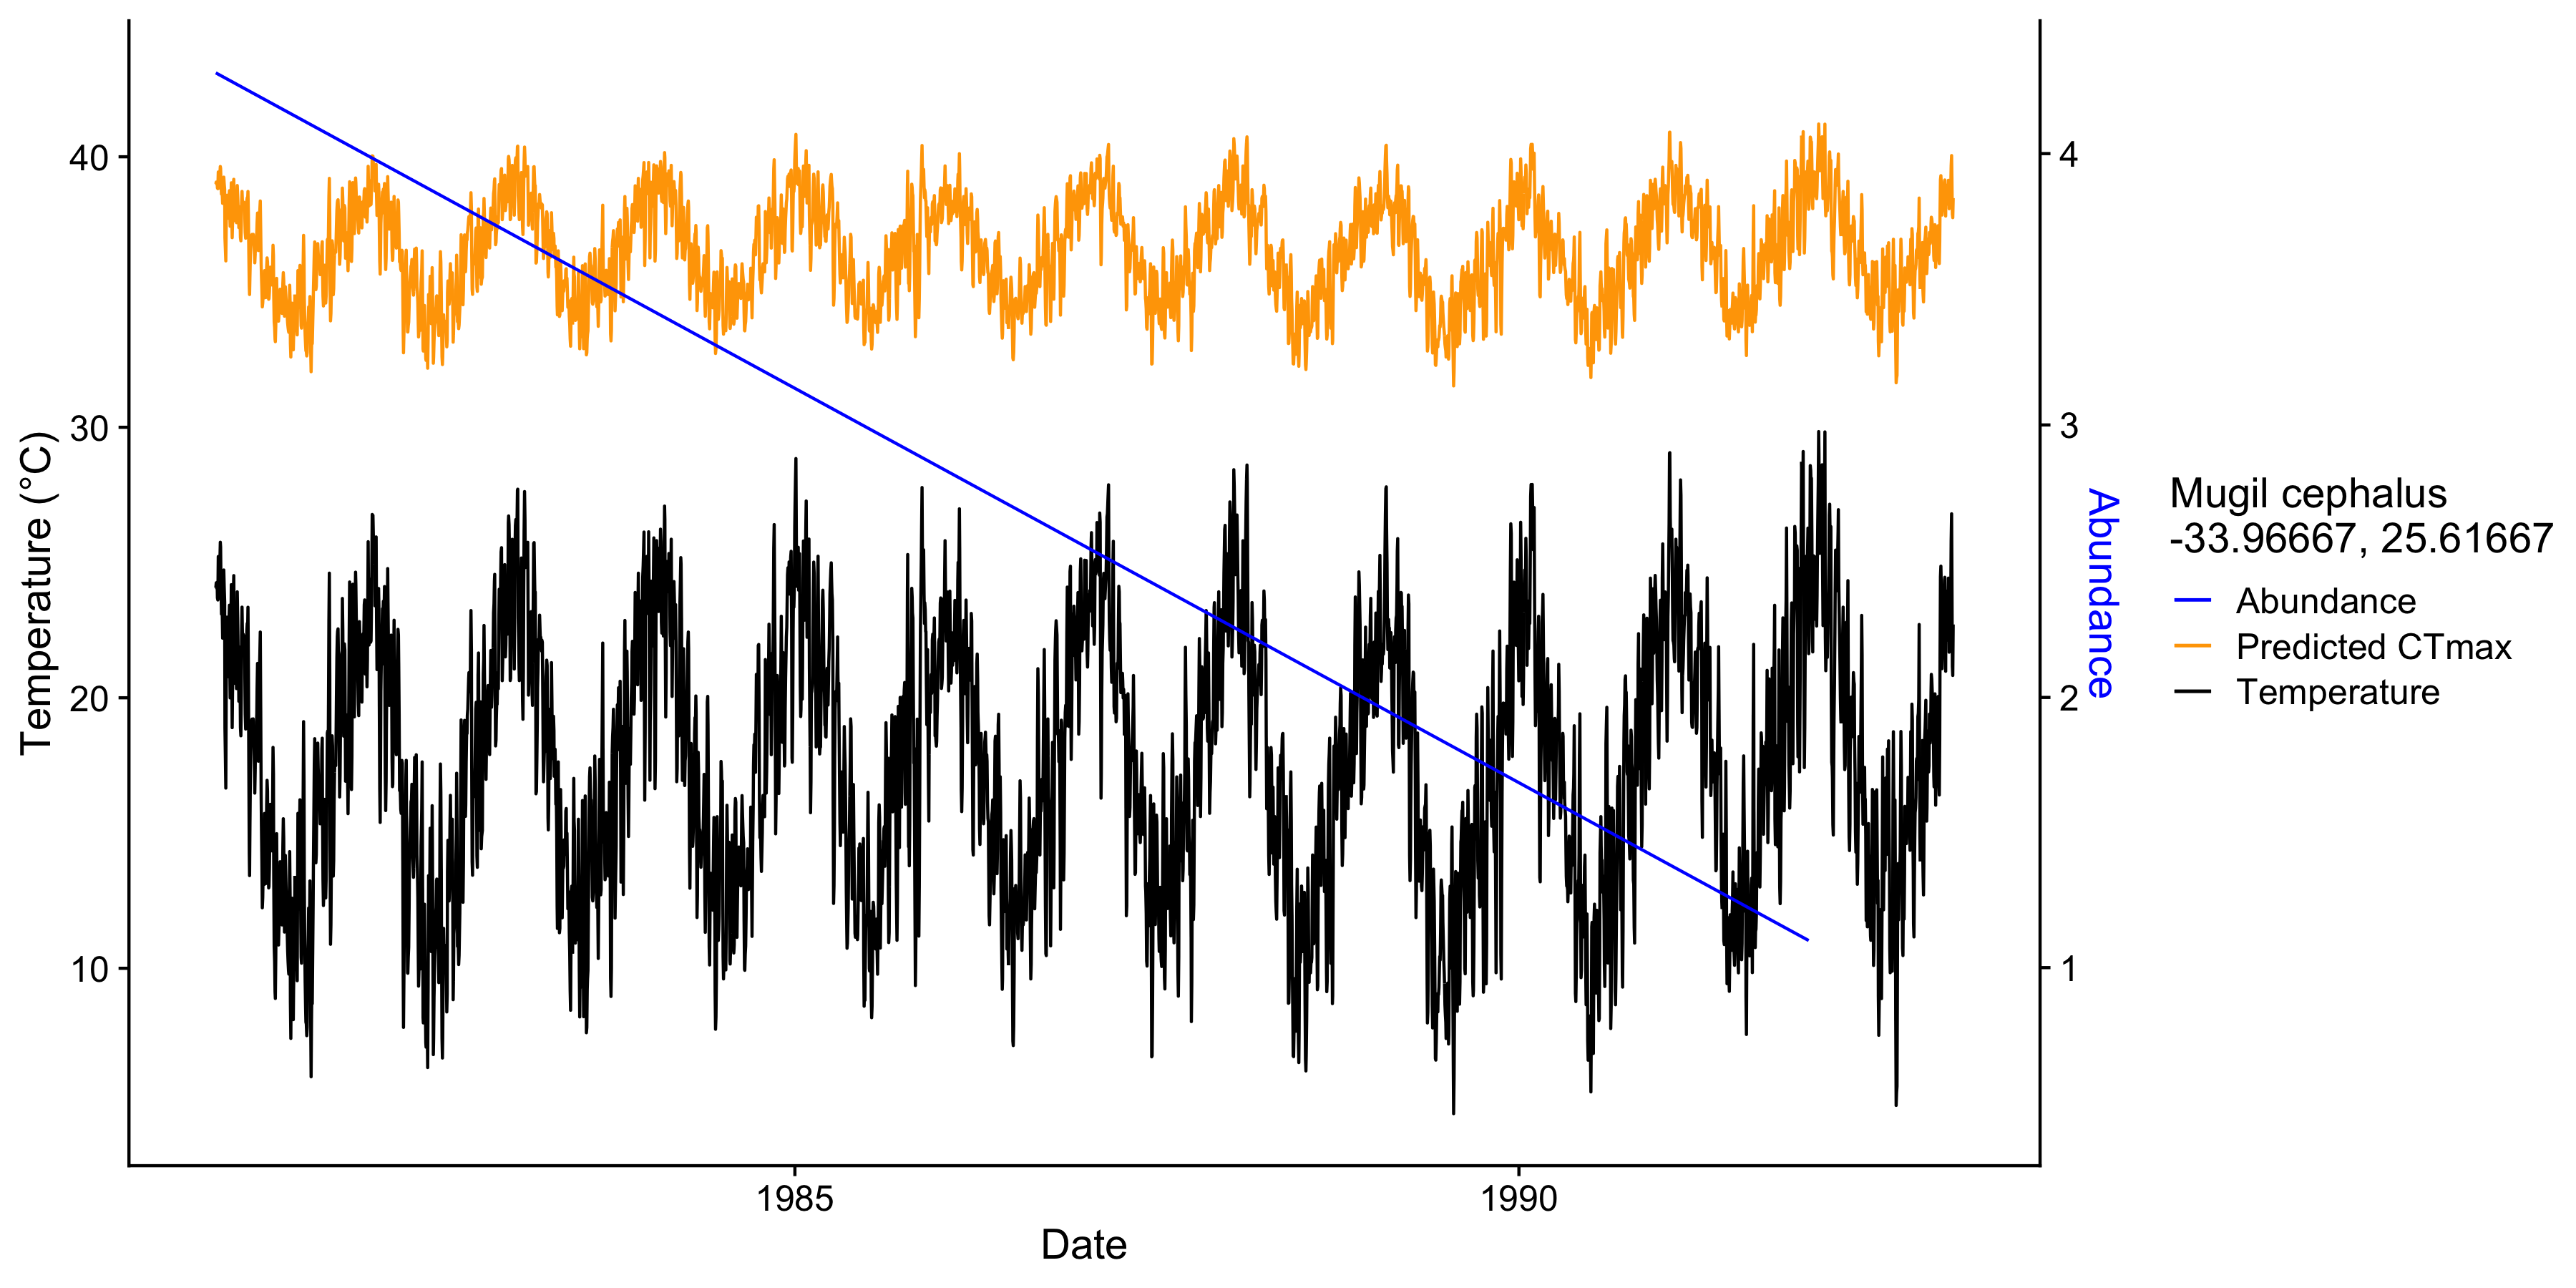 40
30
20
10
Temperature (°C)
4
3
2
1
Abundance
1985
1990
Date
Mugil cephalus
-33.96667, 25.61667
Abundance
Predicted CTmax
Temperature